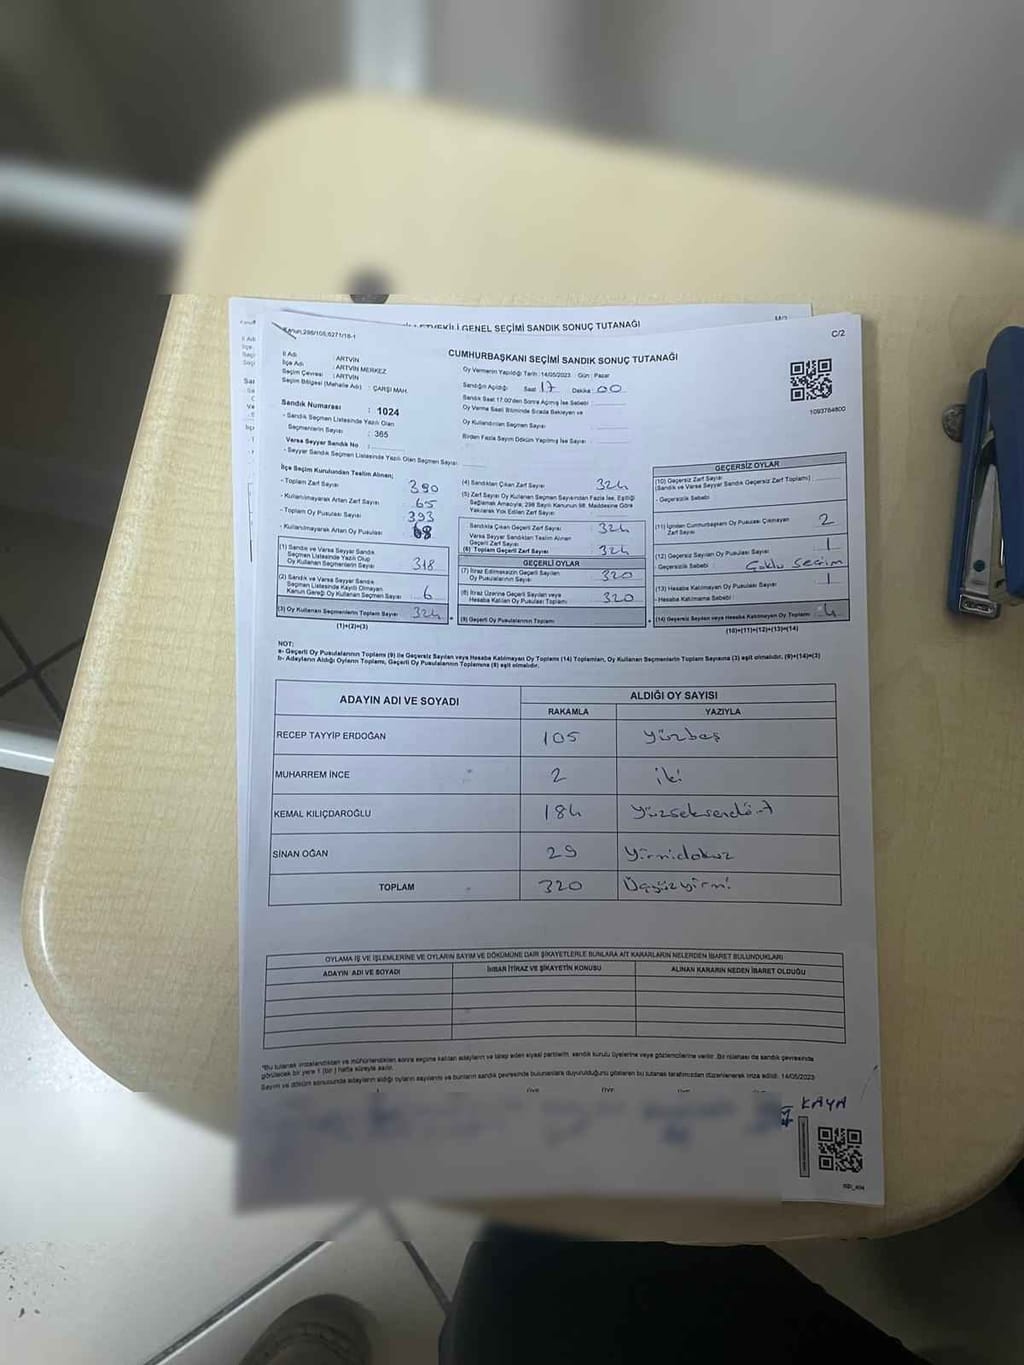 GENEL SEÇİMİ SANDIK SONUÇ TUTANAĞI
C/2
CUMHURBAŞKANI SEÇİMİ SANDIK SONUÇ TUTANAĞI
İl Adı : ARTVİN
İlçe Adı : ARTVİN MERKEZ
Seçim Çevresi : ARTVİN
Seçim Bölgesi (Mahalle Adı) : ÇARŞI MAH.
Sandık Numarası : 1024
- Sandık Seçmen Listesinde Yazılı Olan
Seçmenlerin Sayısı : 365
Varsa Seyyar Sandık No :
- Seyyar Sandık Seçmen Listesinde Yazılı Olan Seçmen Sayısı:
Oy Vermenin Yapıldığı Tarih : 14/05/2023 Gün : Pazar
Sandığın Açıldığı Saat 17 Dakika 00
Sandık Saat 17:00'den Sonra Açılmış İse Sebebi :
Oy Verme Saati Bitiminde Sırada Bekleyen ve
Oy Kullandırılan Seçmen Sayısı :
Birden Fazla Sayım Döküm Yapılmış İse Sayısı :
1093764800
İlçe Seçim Kurulundan Teslim Alınan;
- Toplam Zarf Sayısı : 390
- Kullanılmayarak Artan Zarf Sayısı : 65
- Toplam Oy Pusulası Sayısı : 393
- Kullanılmayarak Artan Oy Pusulası : 68
(1) Sandık ve Varsa Seyyar Sandık
Seçmen Listesinde Yazılı Olup
Oy Kullanan Seçmenlerin Sayısı : 318
(2) Sandık ve Varsa Seyyar Sandık
Seçmen Listesinde Kayıtlı Olmayan
Kanun Gereği Oy Kullanan Seçmen Sayısı : 6
(3) Oy Kullanan Seçmenlerin Toplam Sayısı : 324
(1)+(2)=(3)
(4) Sandıktan Çıkan Zarf Sayısı : 324
(5) Zarf Sayısı Oy Kullanan Seçmen Sayısından Fazla İse, Eşitliği
Sağlamak Amacıyla, 298 Sayılı Kanunun 98. Maddesine Göre
Yakılarak Yok Edilen Zarf Sayısı :
Sandıkta Çıkan Geçerli Zarf Sayısı : 324
Varsa Seyyar Sandıktan Teslim Alınan
Geçerli Zarf Sayısı :
(6) Toplam Geçerli Zarf Sayısı : 324
GEÇERLİ OYLAR
(7) İtiraz Edilmeksizin Geçerli Sayılan
Oy Pusulalarının Sayısı : 320
(8) İtiraz Üzerine Geçerli Sayılan veya
Hesaba Katılan Oy Pusulası Toplamı : 320
(9) Geçerli Oy Pusulalarının Toplamı :
GEÇERSİZ OYLAR
(10) Geçersiz Zarf Sayısı
(Sandık ve Varsa Seyyar Sandık Geçersiz Zarf Toplamı) :
- Geçersizlik Sebebi :
(11) İçinden Cumhurbaşkanı Oy Pusulası Çıkmayan
Zarf Sayısı : 2
(12) Geçersiz Sayılan Oy Pusulası Sayısı : 1
- Geçersizlik Sebebi : Çoklu Seçim
(13) Hesaba Katılmayan Oy Pusulası Sayısı : 1
- Hesaba Katılmama Sebebi :
(14) Geçersiz Sayılan veya Hesaba Katılmayan Oy Toplamı : 4
(10)+(11)+(12)+(13)=(14)
NOT:
a- Geçerli Oy Pusulalarının Toplamı (9) ile Geçersiz Sayılan veya Hesaba Katılmayan Oy Toplamı (14) Toplamları, Oy Kullanan Seçmenlerin Toplam Sayısına (3) eşit olmalıdır. (9)+(14)=(3)
b- Adayların Aldığı Oyların Toplamı, Geçerli Oy Pusulalarının Toplamına (9) eşit olmalıdır.
ADAYIN ADI VE SOYADI ALDIĞI OY SAYISI
RAKAMLA YAZIYLA
RECEP TAYYİP ERDOĞAN 105 Yüzbeş
MUHARREM İNCE 2 iki
KEMAL KILIÇDAROĞLU 184 Yüzseksendört
SİNAN OĞAN 29 Yirmidokuz
TOPLAM 320 Üçyüzyirmi
OYLAMA İŞ VE İŞLEMLERİNE VE OYLARIN SAYIM VE DÖKÜMÜNE DAİR ŞİKAYETLERLE BUNLARA AİT KARARLARIN NELERDEN İBARET BULUNDUKLARI
ADAYIN ADI VE SOYADI İHBAR İTİRAZ VE ŞİKAYETİN KONUSU ALINAN KARARIN NEDEN İBARET OLDUĞU
*Bu tutanak imzalandıktan ve mühürlendikten sonra seçime katılan adayların ve talep eden siyasi partilerin, sandık kurulu üyelerine veya gözlemcilerine verilir. Bir nüshası da sandık çevresinde
görülecek bir yere 1 (bir) hafta süreyle asılır.
Sayım ve döküm sonucunda adayların aldığı oyların sayılarını ve bunların sandık çevresinde bulunanlara duyurulduğunu gösteren bu tutanak tarafımızdan düzenlenerek imza edildi. 14/05/2023
KAYA